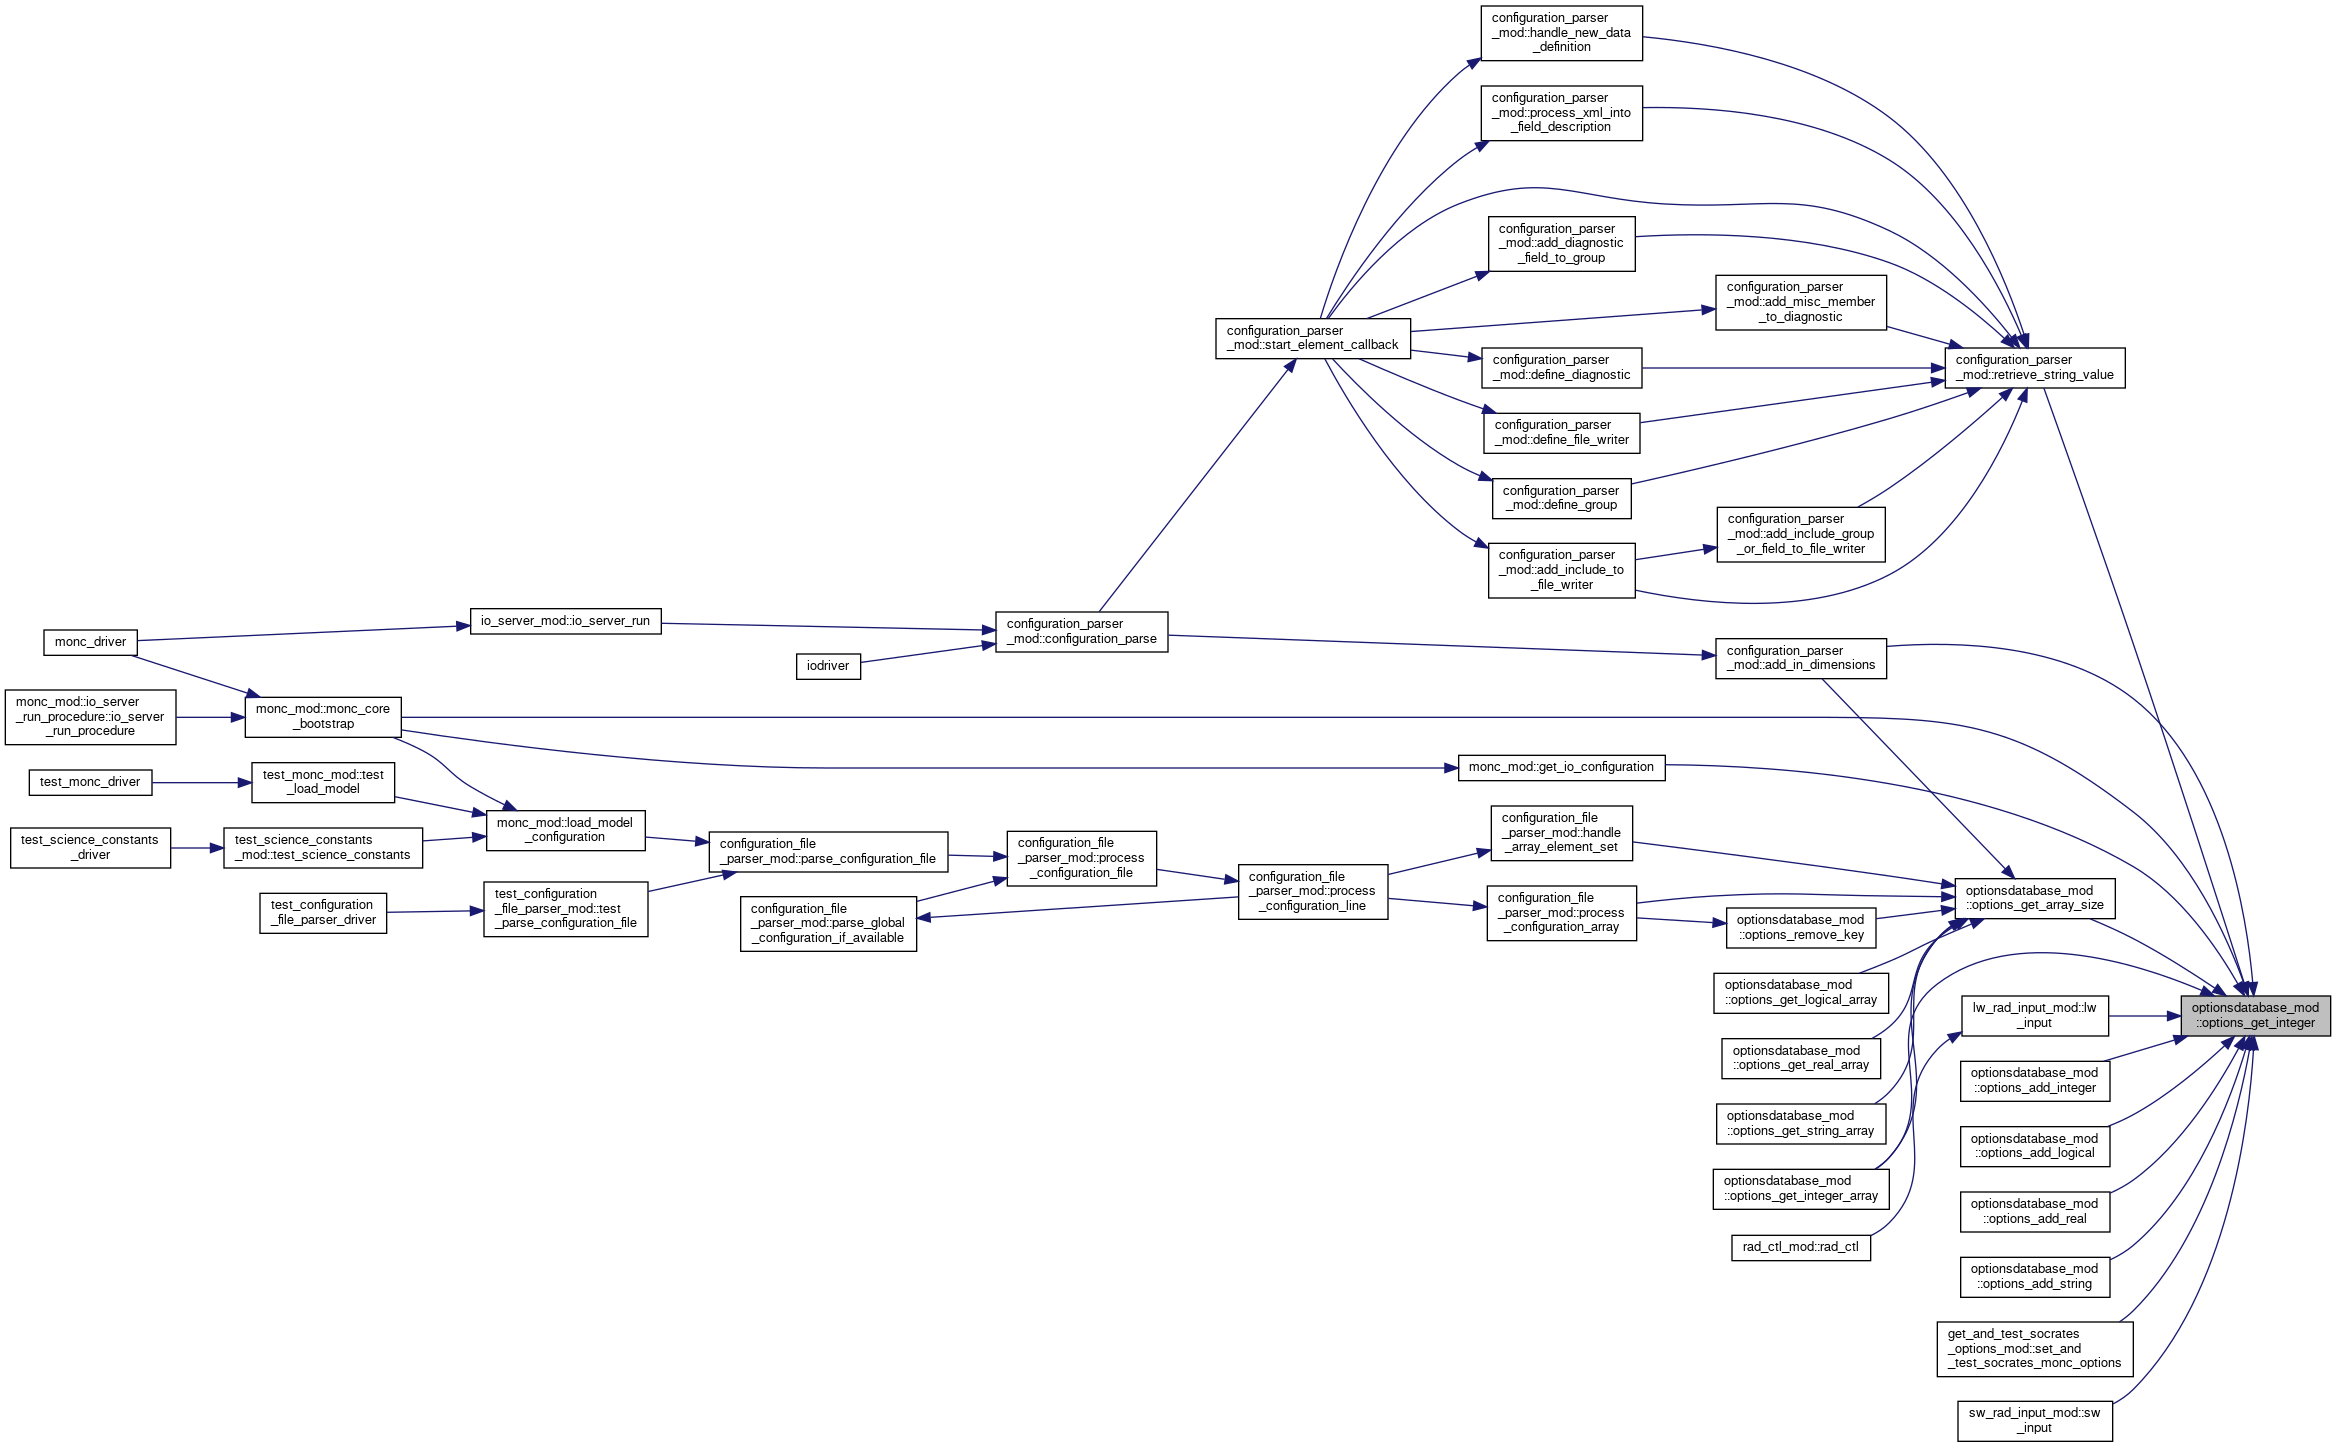 configuration_parser
_mod::handle_new_data
_definition
configuration_parser
_mod::process_xml_into
_field_description
configuration_parser
_mod::add_diagnostic
_field_to_group
configuration_parser
_mod::add_misc_member
_to_diagnostic
configuration_parser
_mod::start_element_callback
configuration_parser
_mod::define_diagnostic
configuration_parser
_mod::retrieve_string_value
configuration_parser
_mod::define_file_writer
configuration_parser
_mod::define_group
configuration_parser
_mod::add_include_group
_or_field_to_file_writer
configuration_parser
_mod::add_include_to
_file_writer
monc_driver
io_server_mod::io_server_run
configuration_parser
_mod::configuration_parse
iodriver
configuration_parser
_mod::add_in_dimensions
monc_mod::io_server
_run_procedure::io_server
_run_procedure
monc_mod::monc_core
_bootstrap
monc_mod::get_io_configuration
test_monc_driver
test_monc_mod::test
_load_model
monc_mod::load_model
_configuration
test_science_constants
_driver
test_science_constants
_mod::test_science_constants
configuration_file
_parser_mod::parse_configuration_file
configuration_file
_parser_mod::process
_configuration_file
configuration_file
_parser_mod::handle
_array_element_set
configuration_file
_parser_mod::process
_configuration_line
configuration_file
_parser_mod::process
_configuration_array
optionsdatabase_mod
::options_get_array_size
test_configuration
_file_parser_driver
test_configuration
_file_parser_mod::test
_parse_configuration_file
configuration_file
_parser_mod::parse_global
_configuration_if_available
optionsdatabase_mod
::options_remove_key
optionsdatabase_mod
::options_get_logical_array
lw_rad_input_mod::lw
_input
optionsdatabase_mod
::options_get_integer
optionsdatabase_mod
::options_get_real_array
optionsdatabase_mod
::options_add_integer
optionsdatabase_mod
::options_get_string_array
optionsdatabase_mod
::options_add_logical
optionsdatabase_mod
::options_get_integer_array
optionsdatabase_mod
::options_add_real
rad_ctl_mod::rad_ctl
optionsdatabase_mod
::options_add_string
get_and_test_socrates
_options_mod::set_and
_test_socrates_monc_options
sw_rad_input_mod::sw
_input